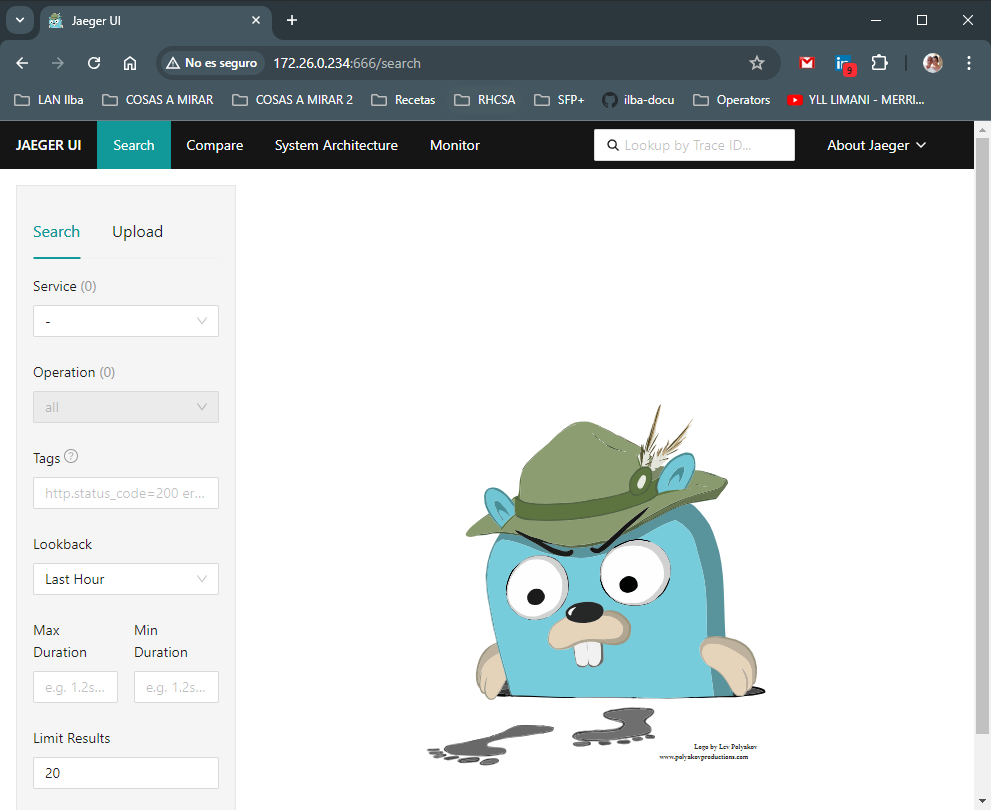 Jaeger UI
No es seguro
172.26.0.234:666/search
9
LAN Ilba
COSAS A MIRAR
COSAS A MIRAR 2
Recetas
RHCSA
SFP+
ilba-docu
Operators
YLL LIMANI - MERRI...
JAEGER UI
Search
Compare
System Architecture
Monitor
Lookup by Trace ID...
About Jaeger
Search
Upload
Service (0)
-
Operation (0)
all
Tags ?
http.status_code=200 er...
Lookback
Last Hour
Max
Duration
Min
Duration
e.g. 1.2s...
e.g. 1.2s...
Limit Results
20
Logo by Lev Polyakov
www.polyakovproductions.com